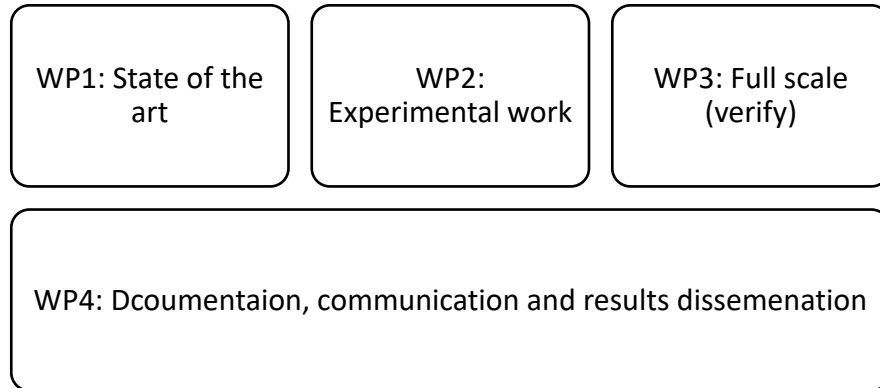 WP1: State of the
art
WP2:
Experimental work
WP3: Full scale
(verify)
WP4: Dcoumentaion, communication and results dissemenation